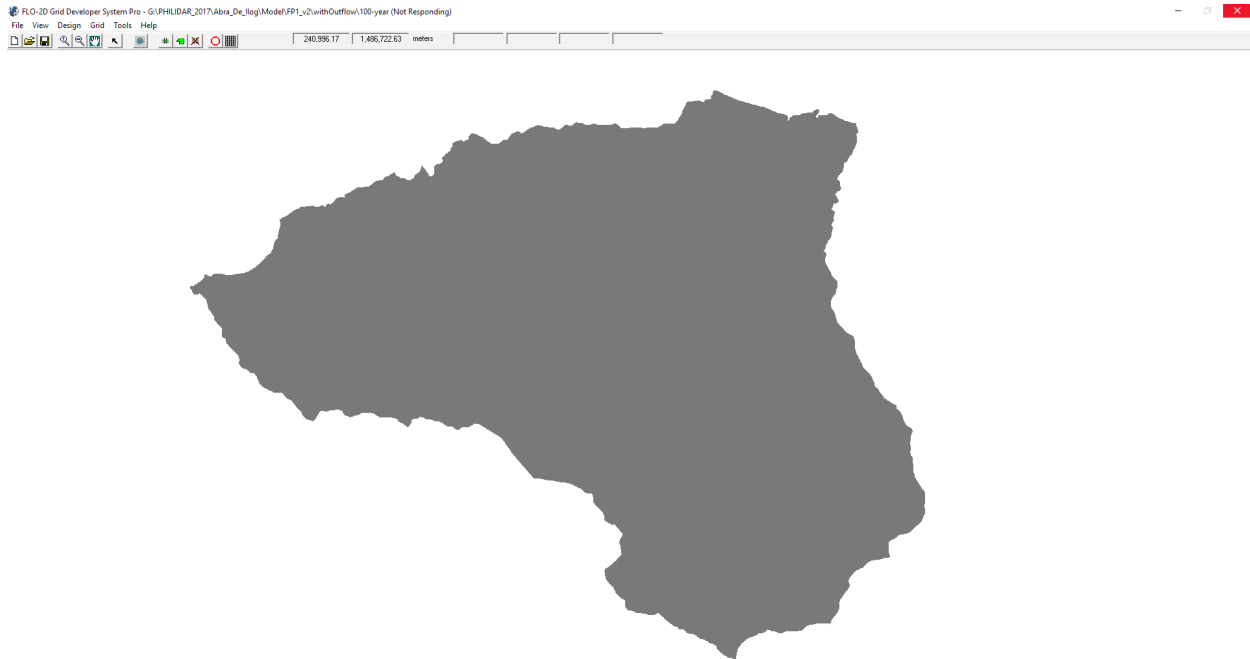 FLO-2D Grid Developer System Pro - G:\PHILIDAR_2017\Abra_De_Ilog\Model\FP1_v2\withOutflow\100-year (Not Responding)
File View Design Grid Tools Help
240,996.17 1,486,722.63 meters